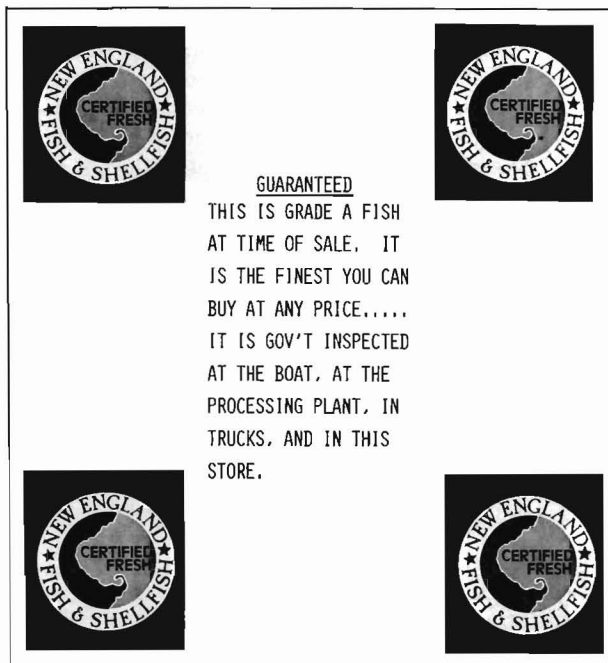 NEW ENGLAND
CERTIFIED
FRESH
FISH & SHELLFISH
NEW ENGLAND
CERTIFIED
FRESH
FISH & SHELLFISH
GUARANTEED
THIS IS GRADE A FISH
AT TIME OF SALE. IT
IS THE FINEST YOU CAN
BUY AT ANY PRICE.....
IT IS GOV'T INSPECTED
AT THE BOAT, AT THE
PROCESSING PLANT, IN
TRUCKS, AND IN THIS
STORE.
NEW ENGLAND
CERTIFIED
FRESH
FISH & SHELLFISH
NEW ENGLAND
CERTIFIED
FRESH
FISH & SHELLFISH